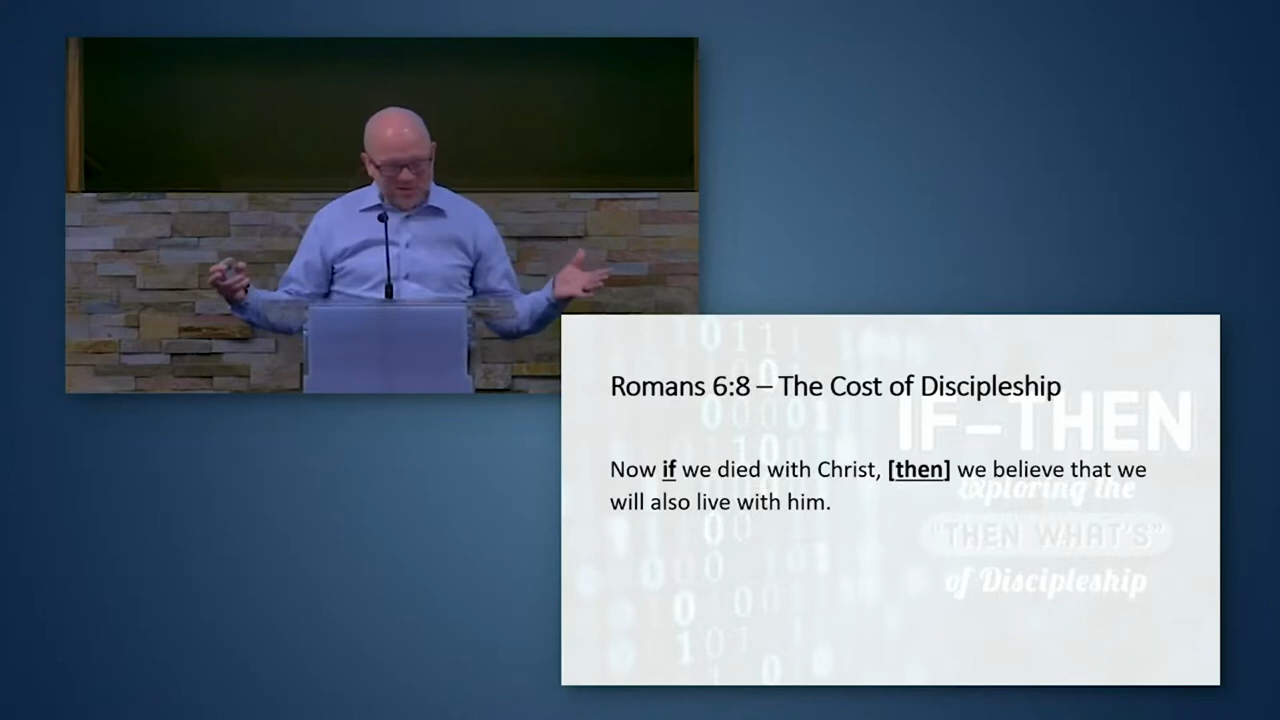 Romans 6:8 – The Cost of Discipleship
Now if we died with Christ, [then] we believe that we
will also live with him.
IF–THEN
Exploring the
"THEN WHAT'S"
of Discipleship